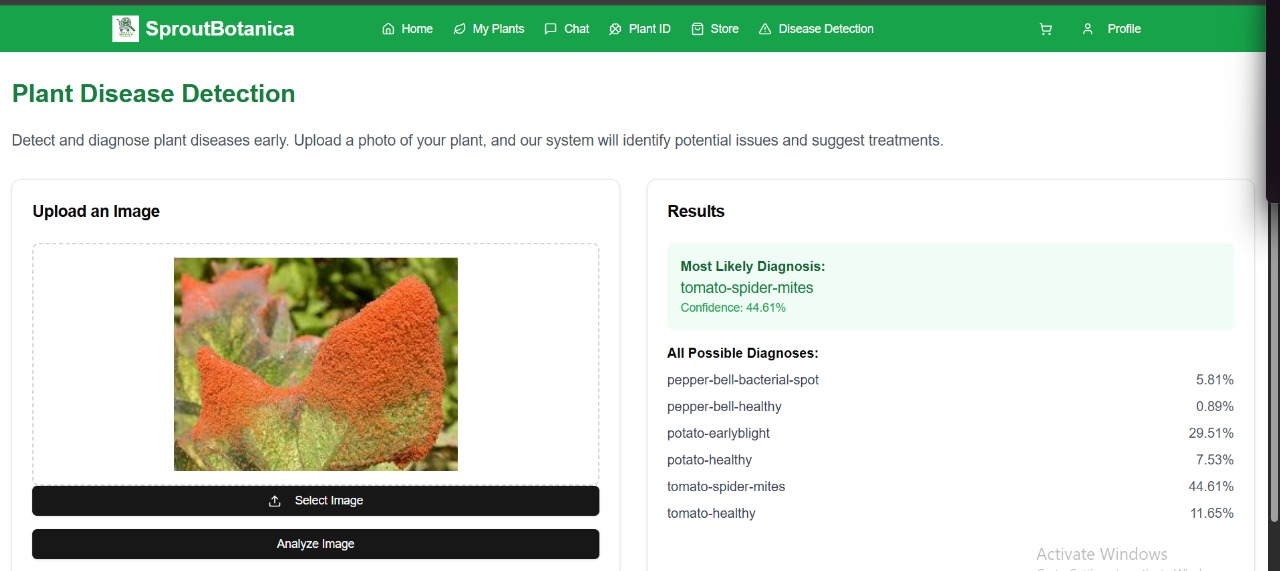 SproutBotanica
Home
My Plants
Chat
Plant ID
Store
Disease Detection
Profile
Plant Disease Detection
Detect and diagnose plant diseases early. Upload a photo of your plant, and our system will identify potential issues and suggest treatments.
Upload an Image
Select Image
Analyze Image
Results
Most Likely Diagnosis:
tomato-spider-mites
Confidence: 44.61%
All Possible Diagnoses:
pepper-bell-bacterial-spot 5.81%
pepper-bell-healthy 0.89%
potato-earlyblight 29.51%
potato-healthy 7.53%
tomato-spider-mites 44.61%
tomato-healthy 11.65%
Activate Windows